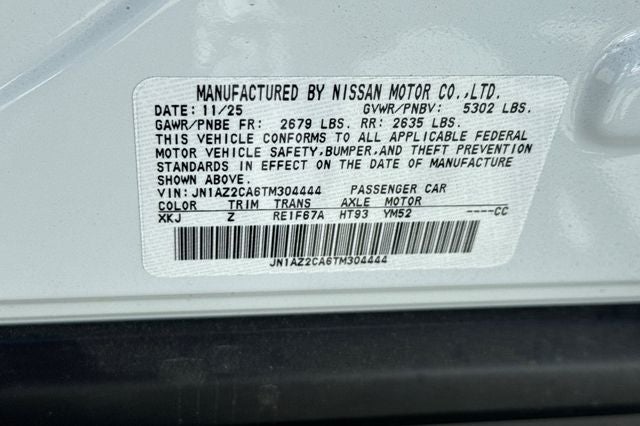 MANUFACTURED BY NISSAN MOTOR CO.,LTD.
DATE: 11/25 GVWR/PNBV: 5302 LBS.
GAWR/PNBE FR: 2679 LBS. RR: 2635 LBS.
THIS VEHICLE CONFORMS TO ALL APPLICABLE FEDERAL
MOTOR VEHICLE SAFETY,BUMPER,AND THEFT PREVENTION
STANDARDS IN EFFECT ON THE DATE OF MANUFACTURE
SHOWN ABOVE.
VIN: JN1AZ2CA6TM304444 PASSENGER CAR
COLOR TRIM TRANS AXLE MOTOR
XKJ Z RE1F67A HT93 YM52 ----CC
JN1AZ2CA6TM304444